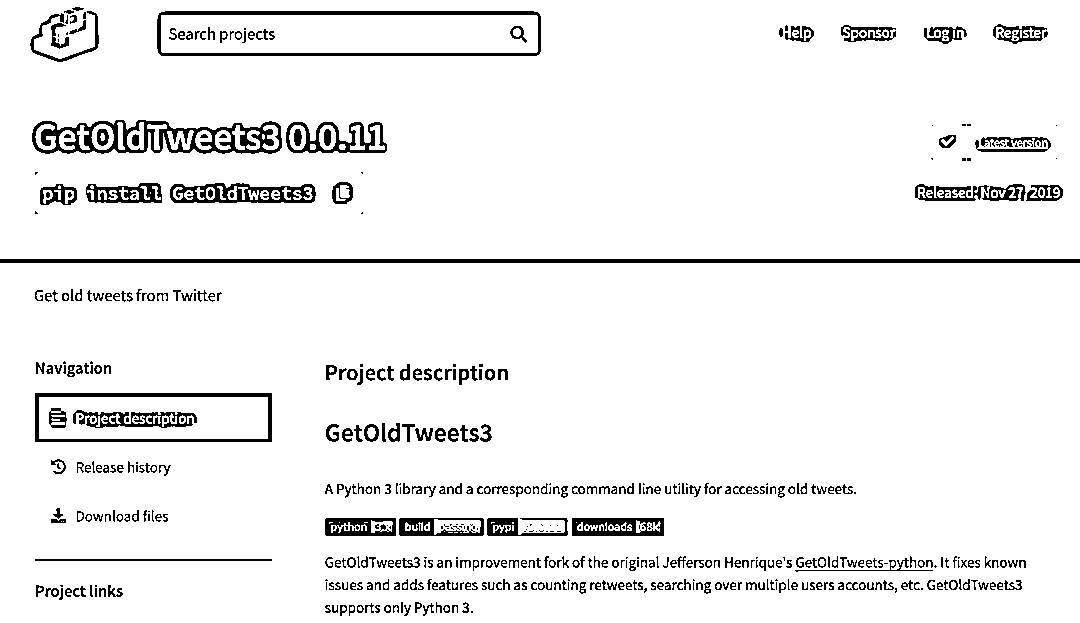 Search projects
Help Sponsor Log in Register
GetOldTweets3 0.0.11
Latest version
pip install GetOldTweets3
Released: Nov 27, 2019
Get old tweets from Twitter
Navigation
Project description
Release history
Download files
Project links
Project description
GetOldTweets3
A Python 3 library and a corresponding command line utility for accessing old tweets.
python build passing pypi downloads 68k
GetOldTweets3 is an improvement fork of the original Jefferson Henrique's GetOldTweets-python. It fixes known
issues and adds features such as counting retweets, searching over multiple users accounts, etc. GetOldTweets3
supports only Python 3.